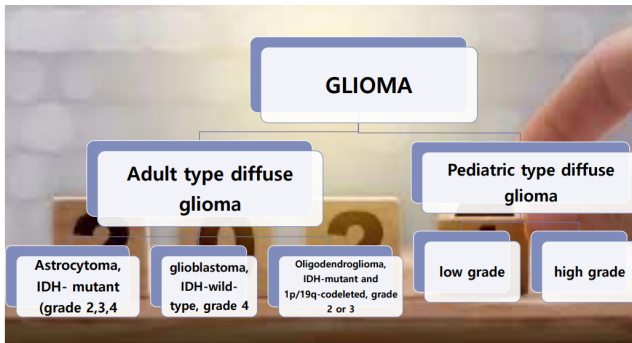 GLIOMA
Adult type diffuse
glioma
Pediatric type diffuse
glioma
Astrocytoma,
IDH- mutant
(grade 2,3,4
glioblastoma,
IDH-wild-
type, grade 4
Oligodendroglioma,
IDH-mutant and
1p/19q-codeleted, grade
2 or 3
low grade
high grade